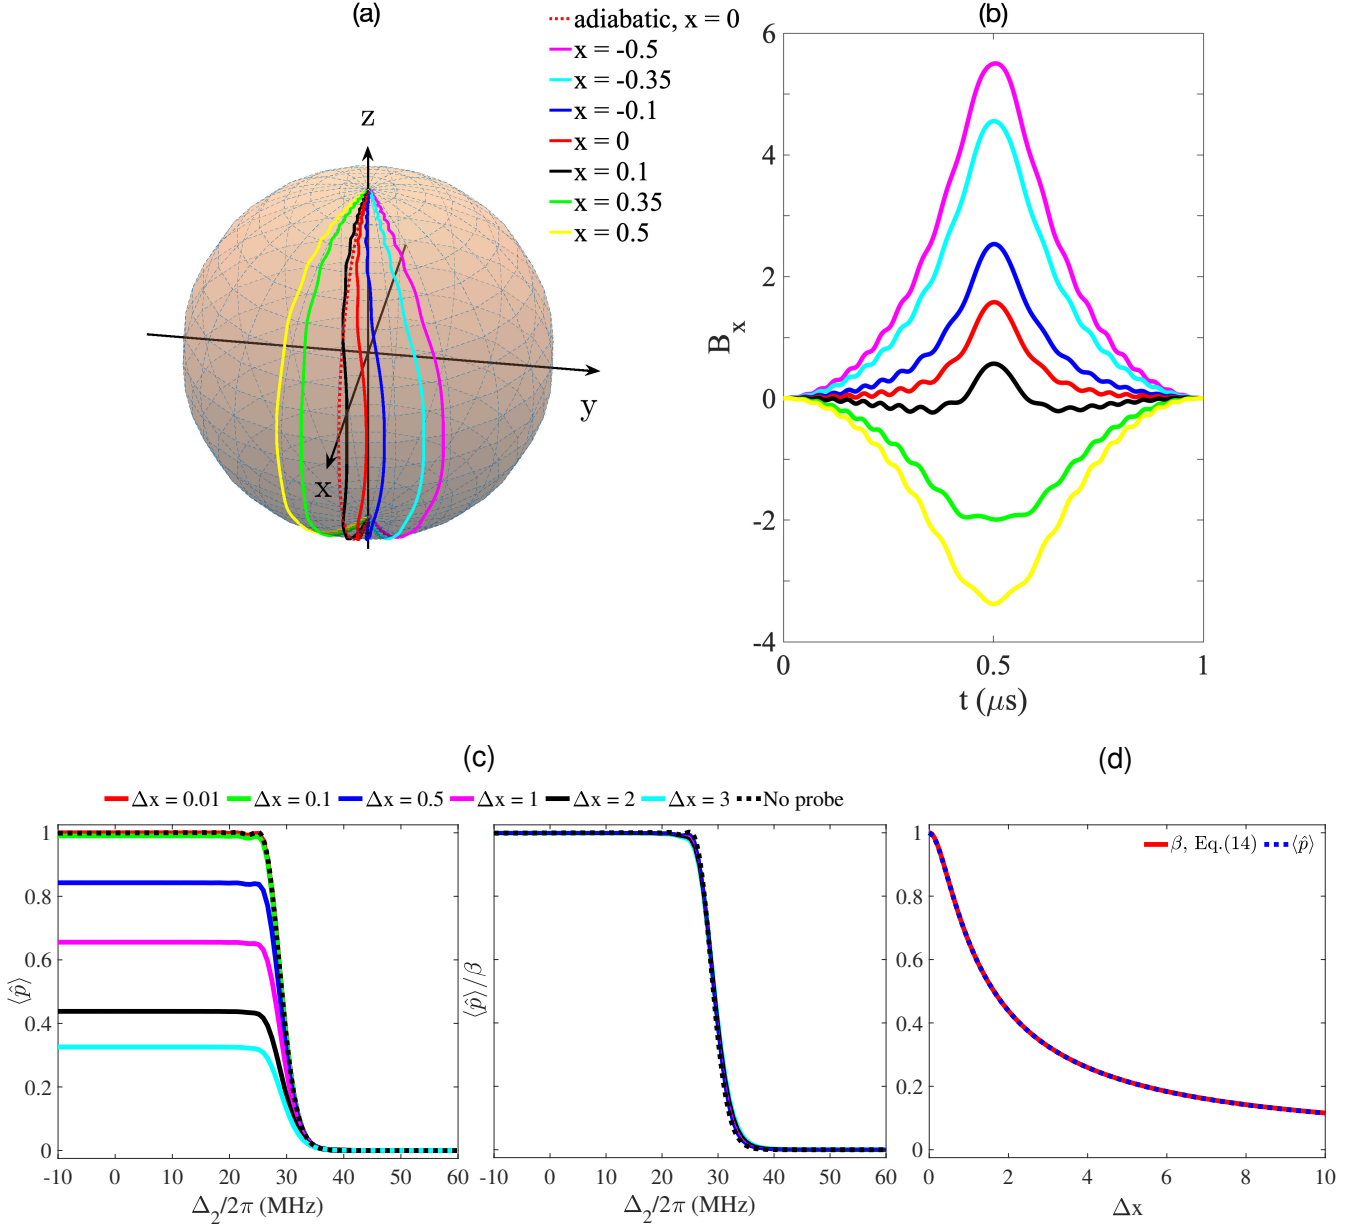 (a)
adiabatic, x = 0
x = -0.5
x = -0.35
x = -0.1
x = 0
x = 0.1
x = 0.35
x = 0.5
z
y
x
(b)
6
4
2
0
-2
-4
B_x
0
0.5
1
t (μs)
(c)
Δx = 0.01 Δx = 0.1 Δx = 0.5 Δx = 1 Δx = 2 Δx = 3 No probe
1
0.8
0.6
0.4
0.2
0
⟨p̂⟩
-10 0 10 20 30 40 50 60
Δ₂/2π (MHz)
⟨p̂⟩/β
-10 0 10 20 30 40 50 60
Δ₂/2π (MHz)
(d)
β, Eq.(14) ⟨p̂⟩
1
0.8
0.6
0.4
0.2
0
0 2 4 6 8 10
Δx